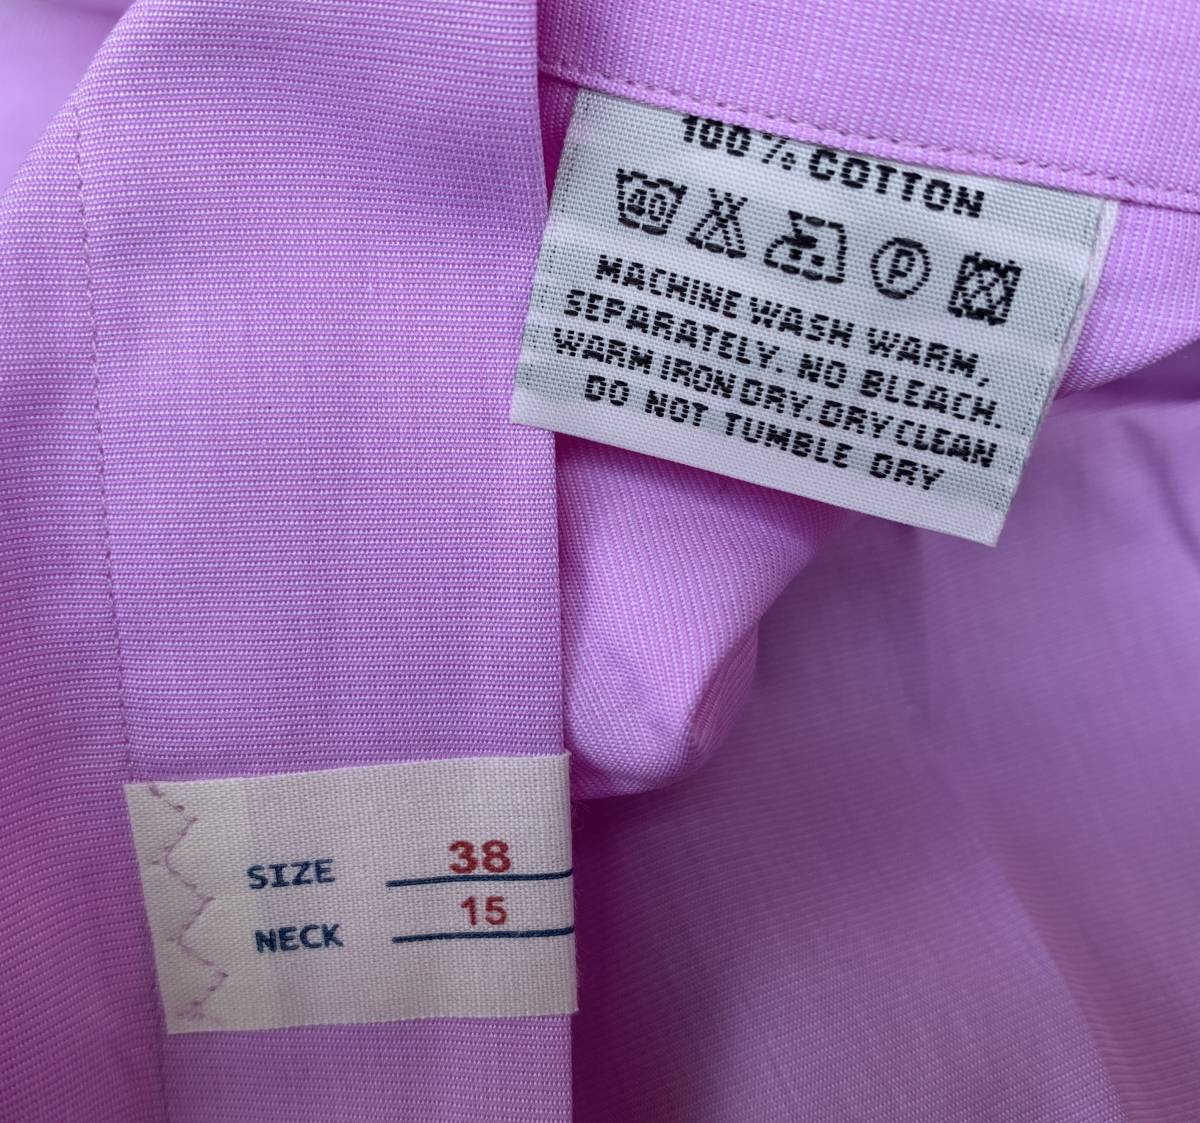 100% COTTON
40 P
MACHINE WASH WARM,
SEPARATELY. NO BLEACH.
WARM IRON DRY. DRY CLEAN
DO NOT TUMBLE DRY
SIZE 38
NECK 15